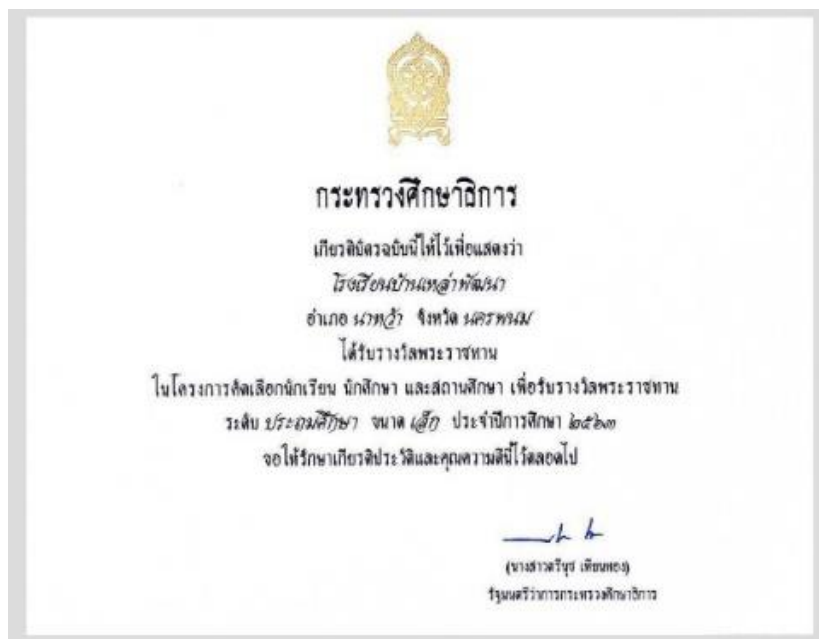 กระทรวงศึกษาธิการ
เกียรติบัตรฉบับนี้ให้ไว้เพื่อแสดงว่า
โรงเรียนบ้านเหล่าพัฒนา
อำเภอ นาหว้า จังหวัด นครพนม
ได้รับรางวัลพระราชทาน
ในโครงการคัดเลือกนักเรียน นักศึกษา และสถานศึกษา เพื่อรับรางวัลพระราชทาน
ระดับ ประถมศึกษา ขนาด เล็ก ประจำปีการศึกษา ๒๕๖๓
ขอให้รักษาเกียรติประวัติและคุณความดีนี้ไว้ตลอดไป
(นางสาวตรีนุช เทียนทอง)
รัฐมนตรีว่าการกระทรวงศึกษาธิการ